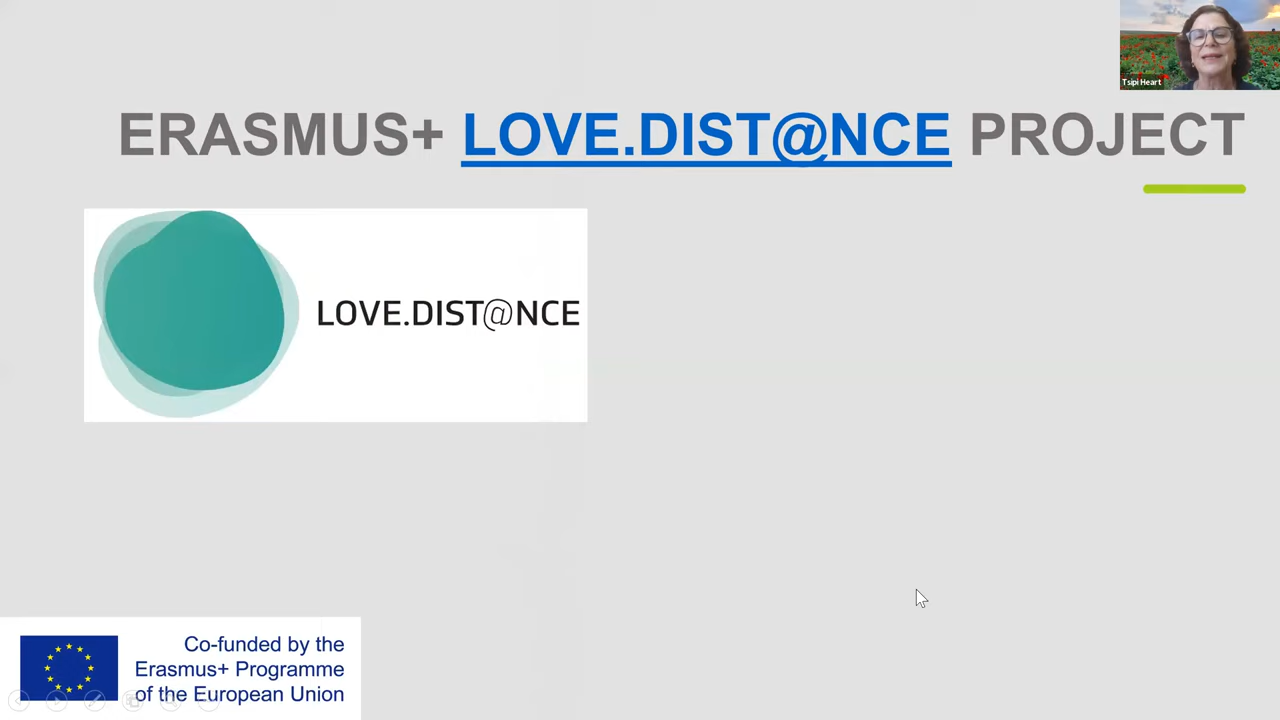 Tsipi Heart
ERASMUS+ LOVE.DIST@NCE PROJECT
LOVE.DIST@NCE
Co-funded by the
Erasmus+ Programme
of the European Union